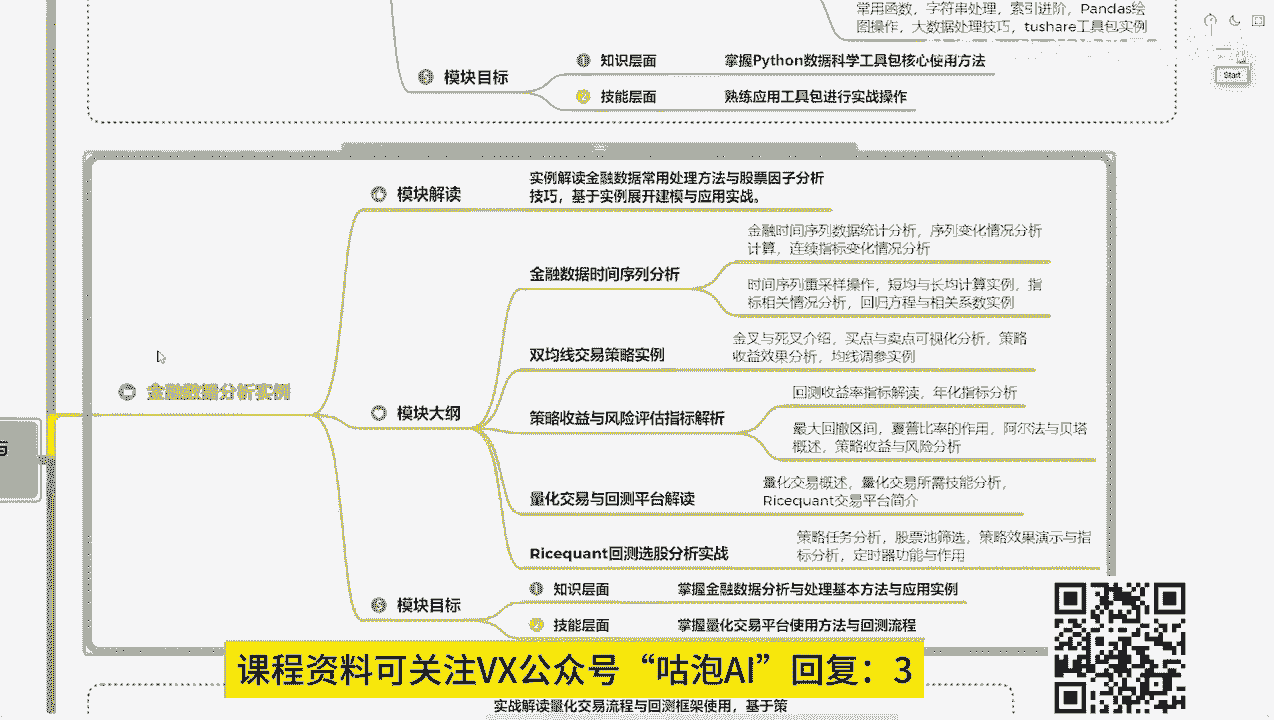 常用函数，字符串处理，索引进阶，Pandas绘
图操作，大数据处理技巧，tushare工具包实例
Start
模块目标
1 知识层面
掌握Python数据科学工具包核心使用方法
2 技能层面
熟练应用工具包进行实战操作
模块解读
实例解读金融数据常用处理方法与股票因子分析
技巧，基于实例展开建模与应用实战。
金融数据时间序列分析
金融时间序列数据统计分析，序列变化情况分析
计算，连续指标变化情况分析
时间序列重采样操作，短均与长均计算实例，指
标相关情况分析，回归方程与相关系数实例
双均线交易策略实例
金叉与死叉介绍，买点与卖点可视化分析，策略
收益效果分析，均线调参实例
金融数据分析实例
模块大纲
策略收益与风险评估指标解析
回测收益率指标解读，年化指标分析
最大回撤区间，夏普比率的作用，阿尔法与贝塔
概述，策略收益与风险分析
量化交易与回测平台解读
量化交易概述，量化交易所需技能分析，
Ricequant交易平台简介
Ricequant回测选股分析实战
策略任务分析，股票池筛选，策略效果演示与指
标分析，定时器功能与作用
模块目标
1 知识层面
掌握金融数据分析与处理基本方法与应用实例
2 技能层面
掌握量化交易平台使用方法与回测流程
课程资料可关注VX公众号“咕泡AI”回复：3
实战解读量化交易流程与回测框架使用，基于策